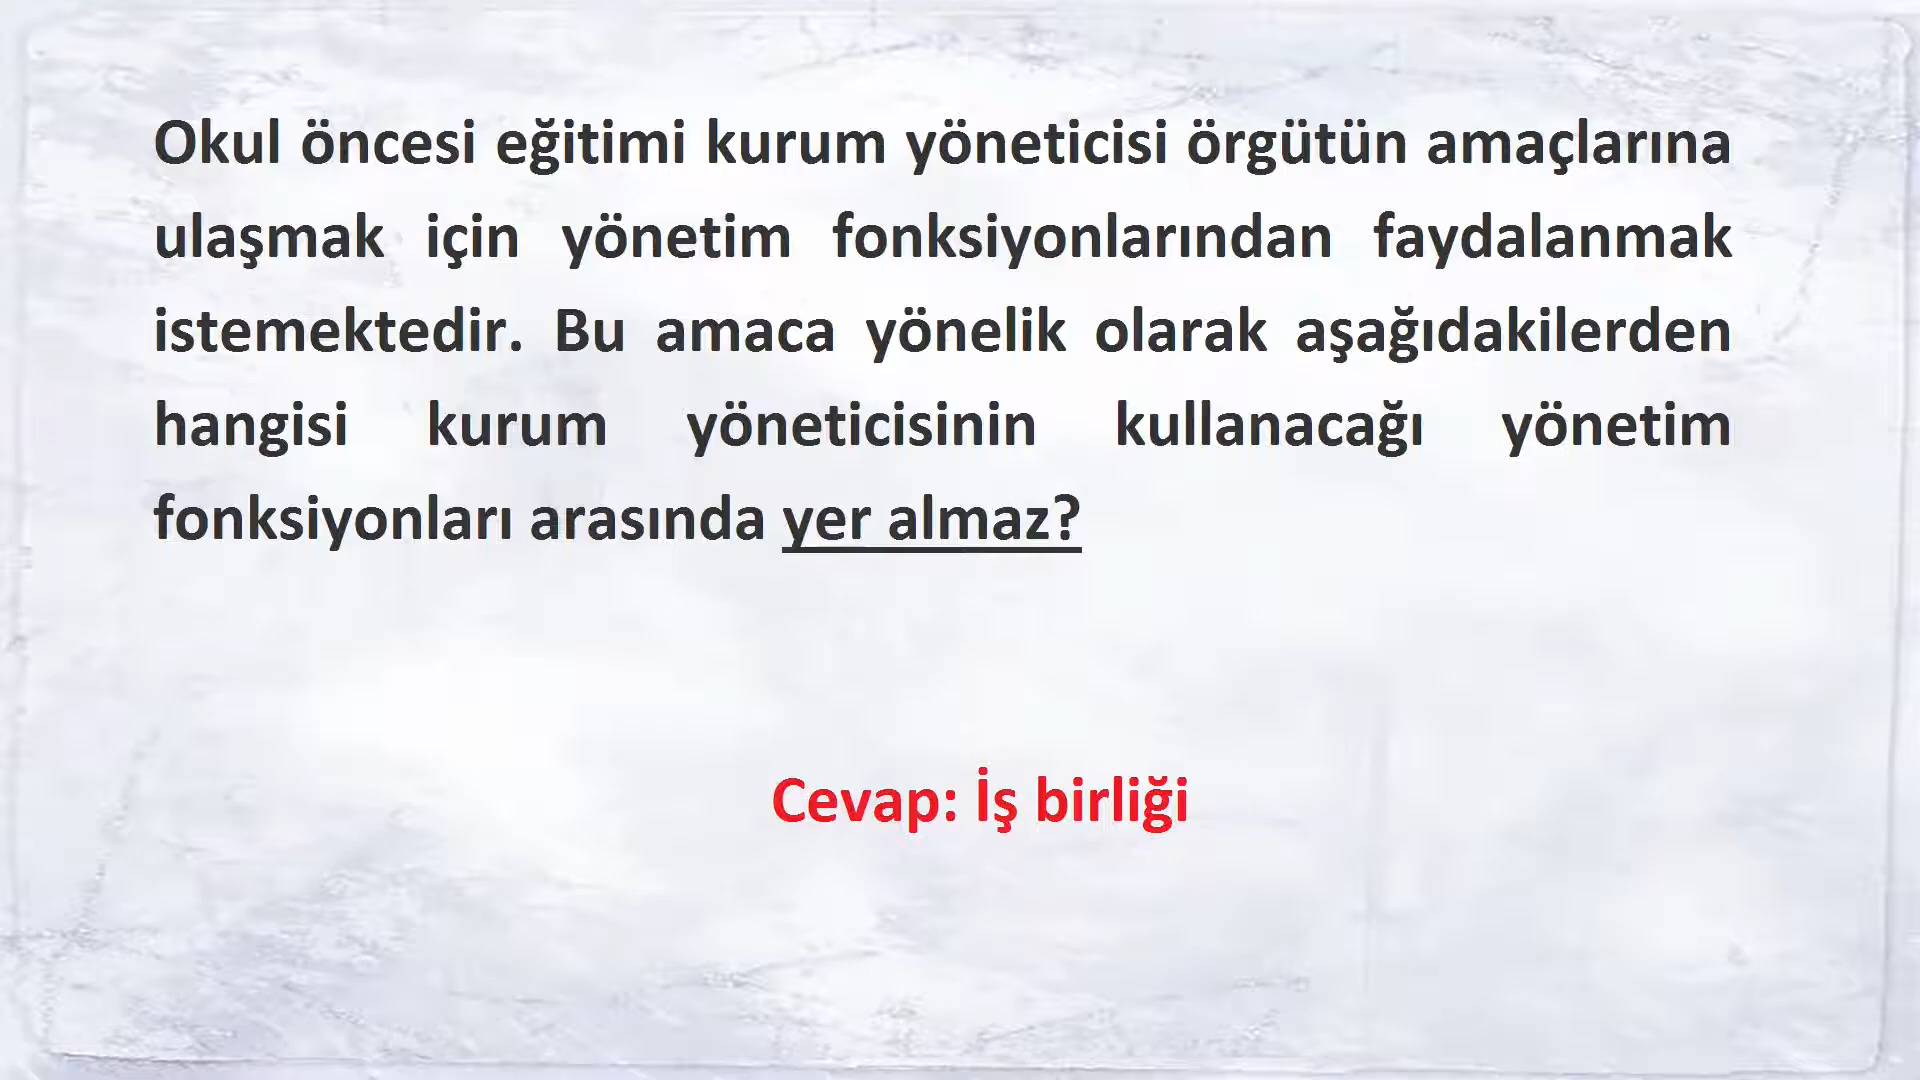 Okul öncesi eğitimi kurum yöneticisi örgütün amaçlarına
ulaşmak için yönetim fonksiyonlarından faydalanmak
istemektedir. Bu amaca yönelik olarak aşağıdakilerden
hangisi kurum yöneticisinin kullanacağı yönetim
fonksiyonları arasında yer almaz?
Cevap: İş birliği